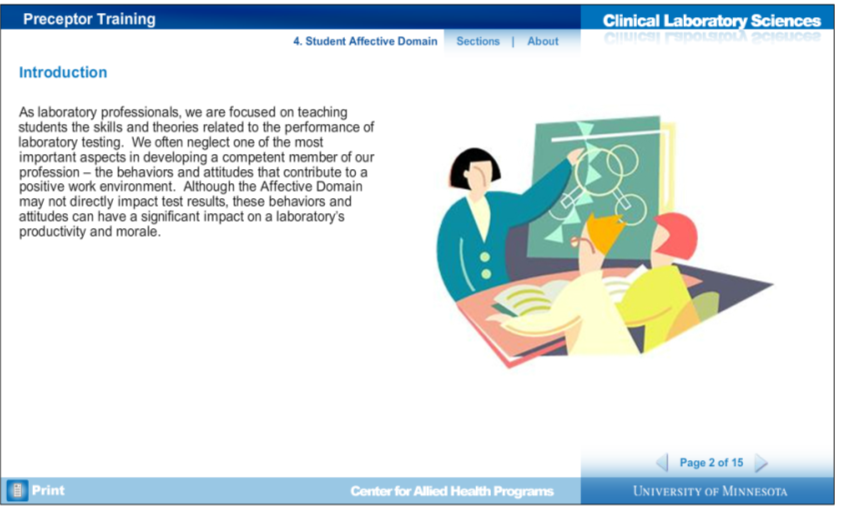 Preceptor Training
Clinical Laboratory Sciences
4. Student Affective Domain Sections | About
Introduction
As laboratory professionals, we are focused on teaching
students the skills and theories related to the performance of
laboratory testing. We often neglect one of the most
important aspects in developing a competent member of our
profession – the behaviors and attitudes that contribute to a
positive work environment. Although the Affective Domain
may not directly impact test results, these behaviors and
attitudes can have a significant impact on a laboratory's
productivity and morale.
Page 2 of 15
Print
Center for Allied Health Programs
UNIVERSITY OF MINNESOTA